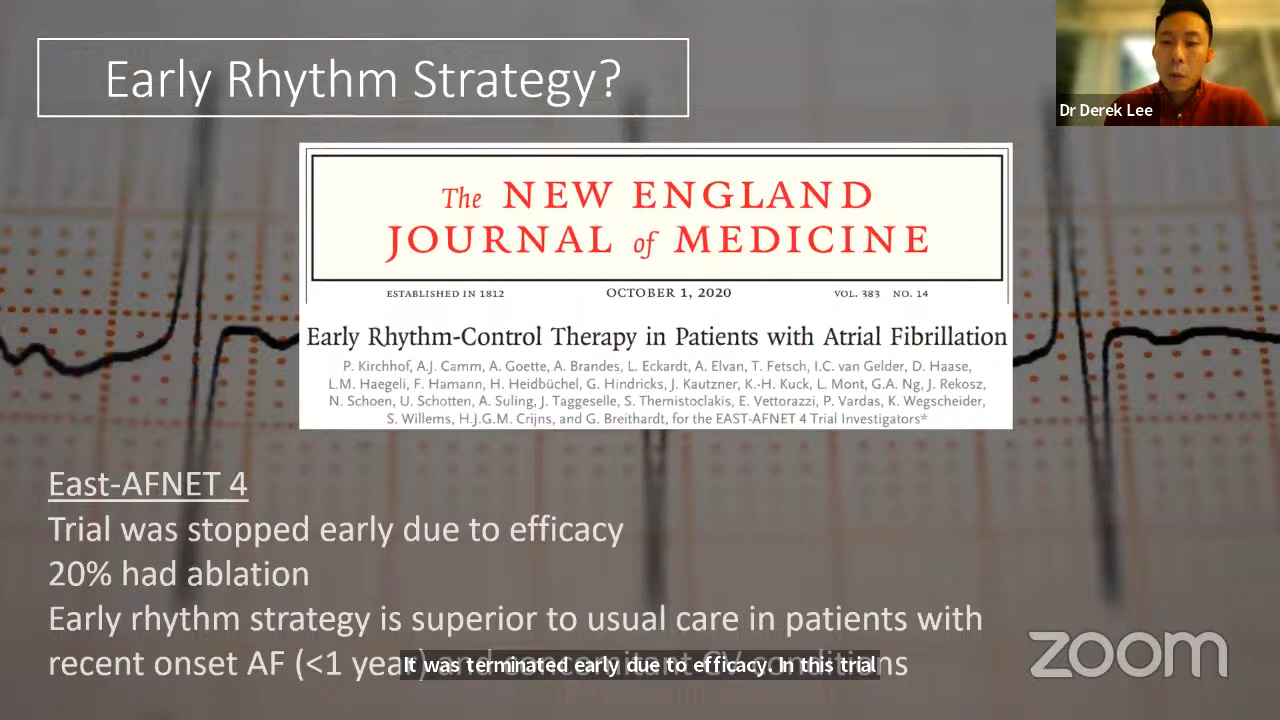 Early Rhythm Strategy?
Dr Derek Lee
The NEW ENGLAND
JOURNAL of MEDICINE
ESTABLISHED IN 1812
OCTOBER 1, 2020
VOL. 383 NO. 14
Early Rhythm-Control Therapy in Patients with Atrial Fibrillation
P. Kirchhof, A.J. Camm, A. Goette, A. Brandes, L. Eckardt, A. Elvan, T. Fetsch, I.C. van Gelder, D. Haase,
L.M. Haegeli, F. Hamann, H. Heidbüchel, G. Hindricks, J. Kautzner, K.-H. Kuck, L. Mont, G.A. Ng, J. Rekosz,
N. Schoen, U. Schotten, A. Suling, J. Taggeselle, S. Themistoclakis, E. Vettorazzi, P. Vardas, K. Wegscheider,
S. Willems, H.J.G.M. Crijns, and G. Breithardt, for the EAST-AFNET 4 Trial Investigators*
East-AFNET 4
Trial was stopped early due to efficacy
20% had ablation
Early rhythm strategy is superior to usual care in patients with
recent onset AF (<1 year) and concomitant CV conditions
It was terminated early due to efficacy. In this trial
zoom